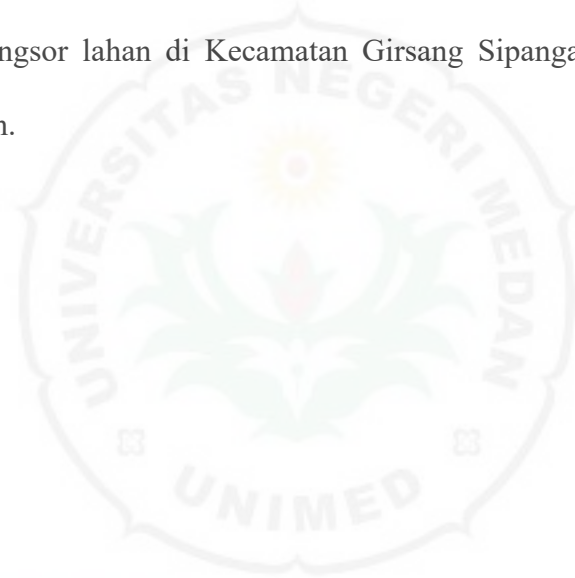 ngsor lahan di Kecamatan Girsang Sipanga
n.
UNIVERSITAS NEGERI MEDAN
UNIMED